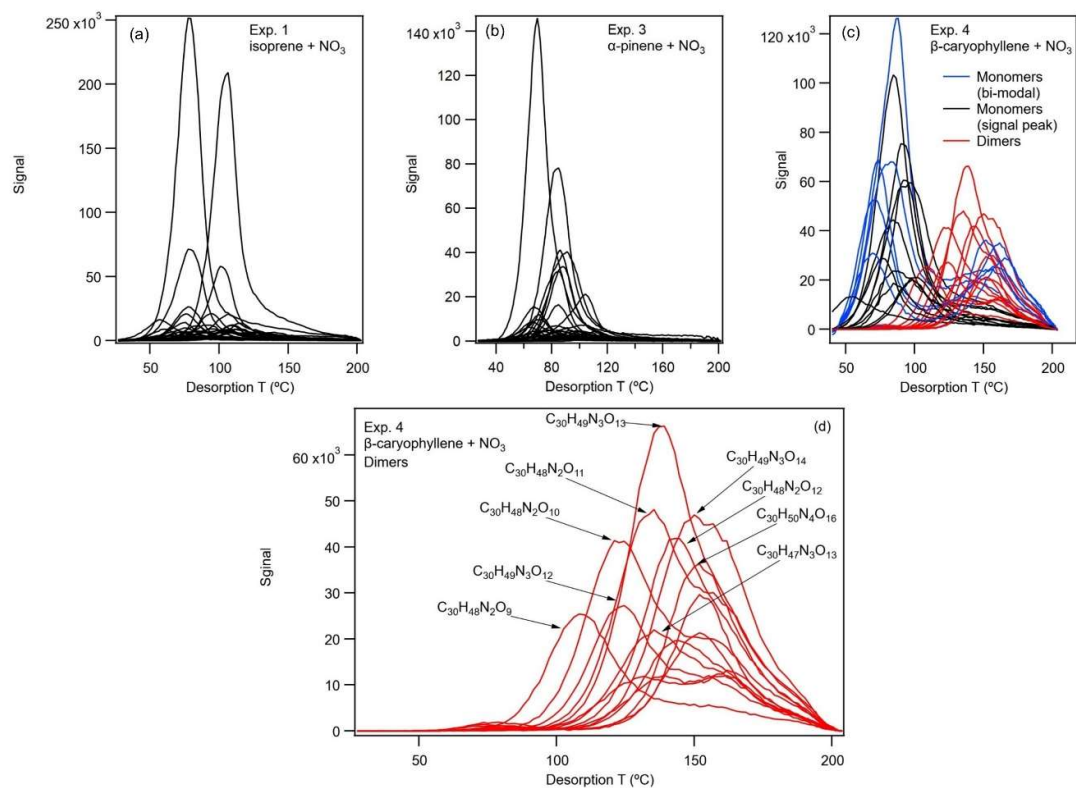 (a)
Exp. 1
isoprene + NO₃
250 x10³
200
150
100
50
0
Signal
50
100
150
200
Desorption T (ºC)
(b)
Exp. 3
α-pinene + NO₃
140 x10³
120
100
80
60
40
20
0
Signal
40
80
120
160
200
Desorption T (ºC)
(c)
Exp. 4
β-caryophyllene + NO₃
Monomers
(bi-modal)
Monomers
(signal peak)
Dimers
120 x10³
100
80
60
40
20
0
Signal
50
100
150
200
Desorption T (ºC)
Exp. 4
β-caryophyllene + NO₃
Dimers
(d)
C₃₀H₄₉N₃O₁₃
C₃₀H₄₈N₂O₁₁
C₃₀H₄₈N₂O₁₀
C₃₀H₄₉N₃O₁₂
C₃₀H₄₈N₂O₉
C₃₀H₄₉N₃O₁₄
C₃₀H₄₈N₂O₁₂
C₃₀H₅₀N₄O₁₆
C₃₀H₄₇N₃O₁₃
60 x10³
50
40
30
20
10
0
Sginal
50
100
150
200
Desorption T (ºC)